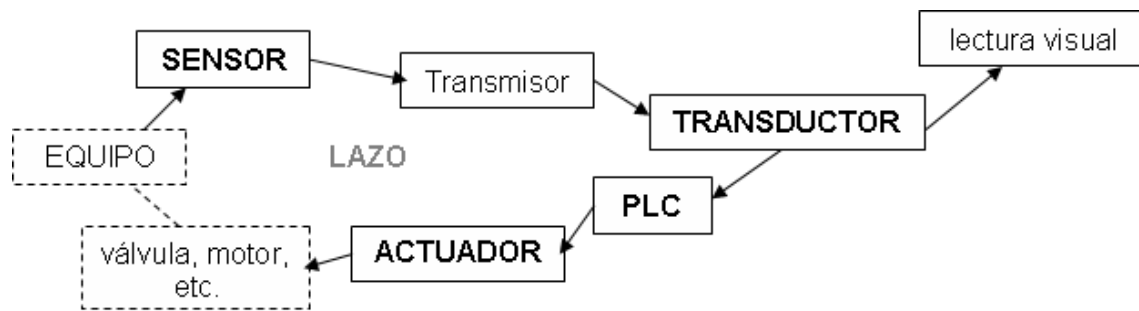 lectura visual
SENSOR
Transmisor
TRANSDUCTOR
EQUIPO
LAZO
PLC
ACTUADOR
válvula, motor,
etc.